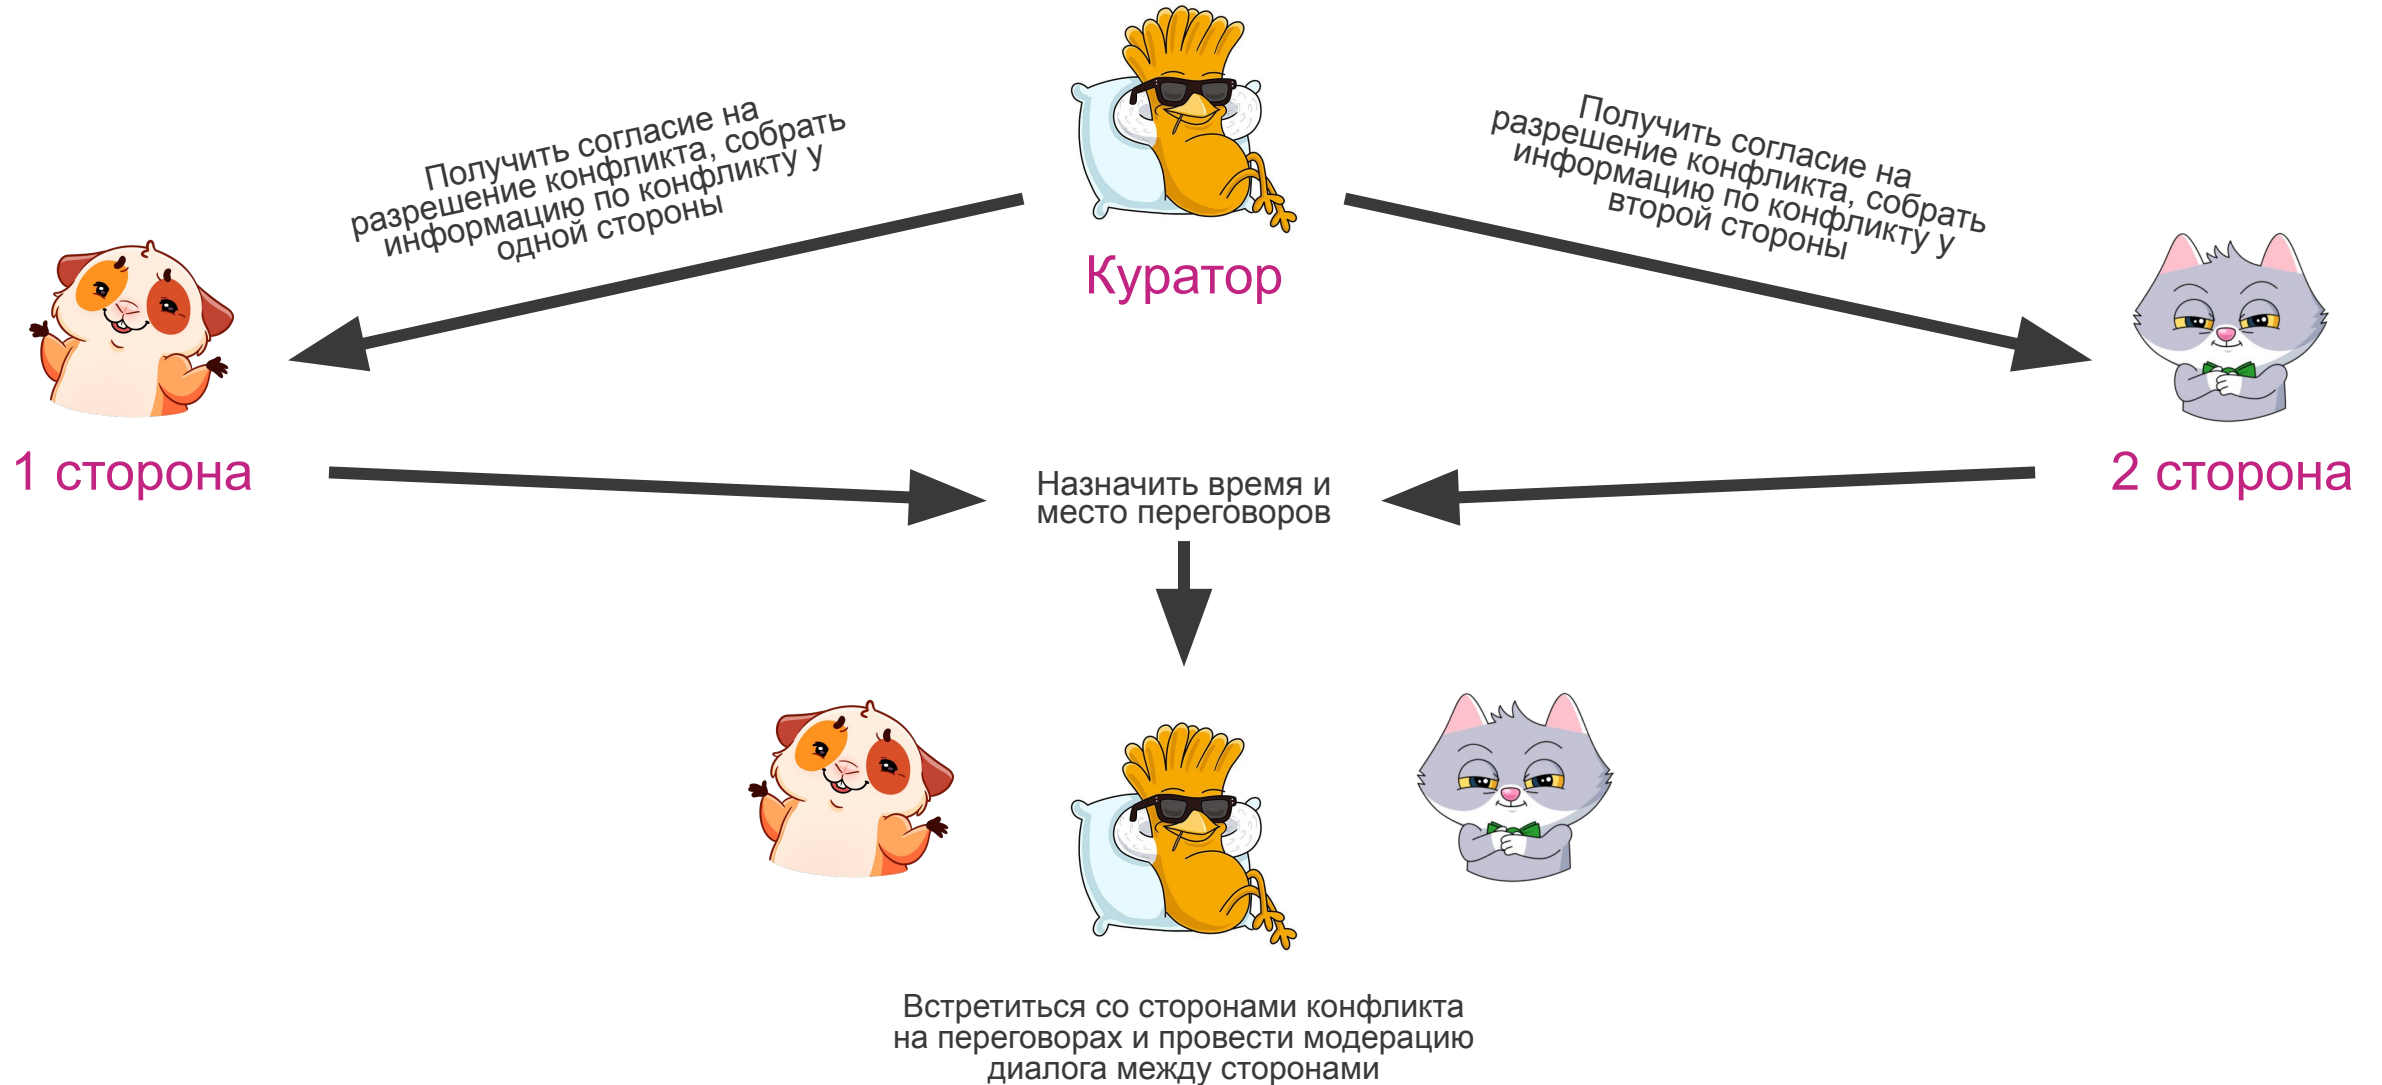 Получить согласие на
разрешение конфликта, собрать
информацию по конфликту у
одной стороны
Получить согласие на
разрешение конфликта, собрать
информацию по конфликту у
второй стороны
Куратор
1 сторона
2 сторона
Назначить время и
место переговоров
Встретиться со сторонами конфликта
на переговорах и провести модерацию
диалога между сторонами